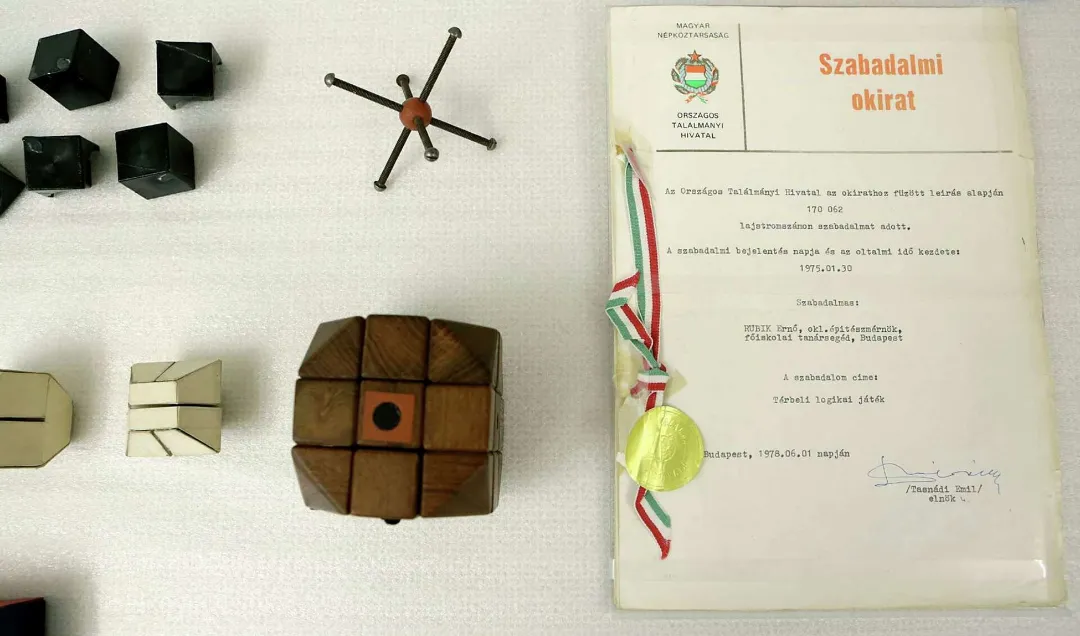 MAGYAR
NÉPKÖZTÁRSASÁG
ORSZÁGOS
TALÁLMÁNYI
HIVATAL
Szabadalmi
okirat
Az Országos Találmányi Hivatal az okirathoz fűzött leírás alapján
170 062
lajstromszámon szabadalmat adott.
A szabadalmi bejelentés napja és az oltalmi idő kezdete:
1975.01.30
Szabadalmas:
RUBIK Ernő, okl.építészmérnök,
főiskolai tanársegéd, Budapest
A szabadalom címe:
Térbeli logikai játék
Budapest, 1978.06.01 napján
/Tasnádi Emil/
elnök